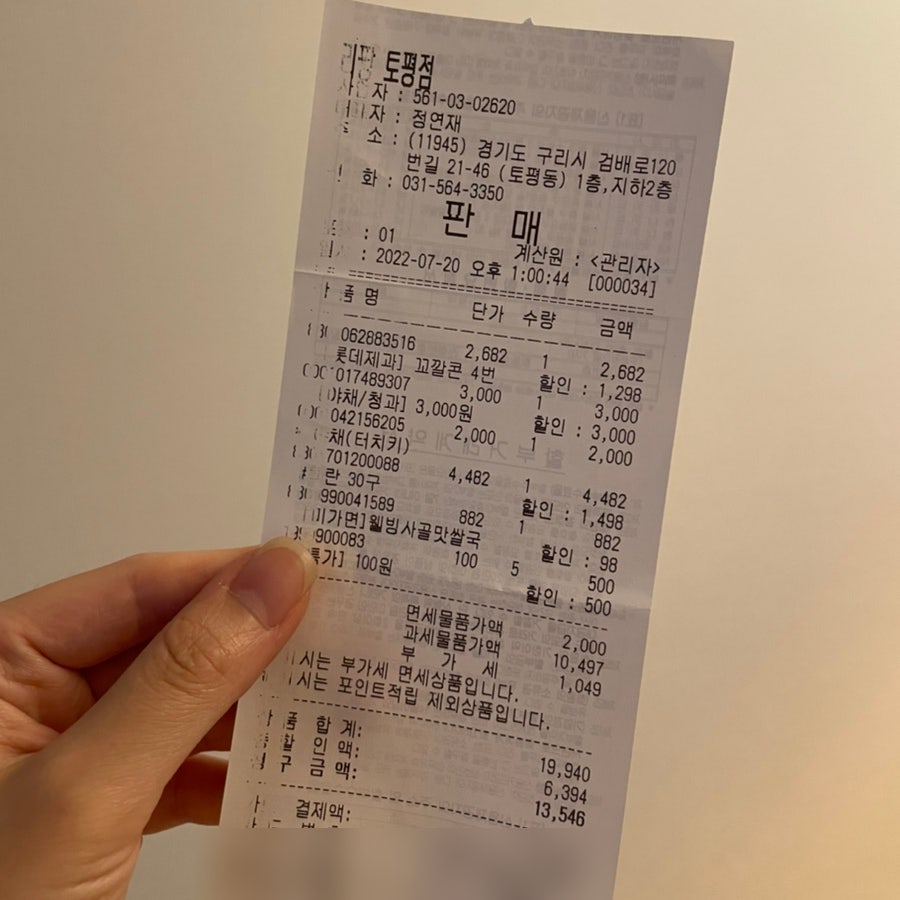 토평점
자 : 561-03-02620
자 : 정연재
소 : (11945) 경기도 구리시 검배로120
번길 21-46 (토평동) 1층,지하2층
화 : 031-564-3350
판 매
: 01 계산원 : <관리자>
: 2022-07-20 오후 1:00:44 [000034]
품 명 단가 수량 금액
062883516 2,682 1 2,682
롯데제과] 꼬깔콘 4번 할인 : 1,298
017489307 3,000 1 3,000
[야채/청과] 3,000원 할인 : 3,000
042156205 2,000 1 2,000
채(터치키)
701200088 4,482 1 4,482
란 30구 할인 : 1,498
990041589 882 1 882
[미가면]웰빙사골맛쌀국 할인 : 98
900083 100 5 500
특가] 100원 할인 : 500
면세물품가액 2,000
과세물품가액 10,497
부 가 세 1,049
시는 부가세 면세상품입니다.
시는 포인트적립 제외상품입니다.
품 합 계: 19,940
할 인 액: 6,394
구 금 액: 13,546
결제액: